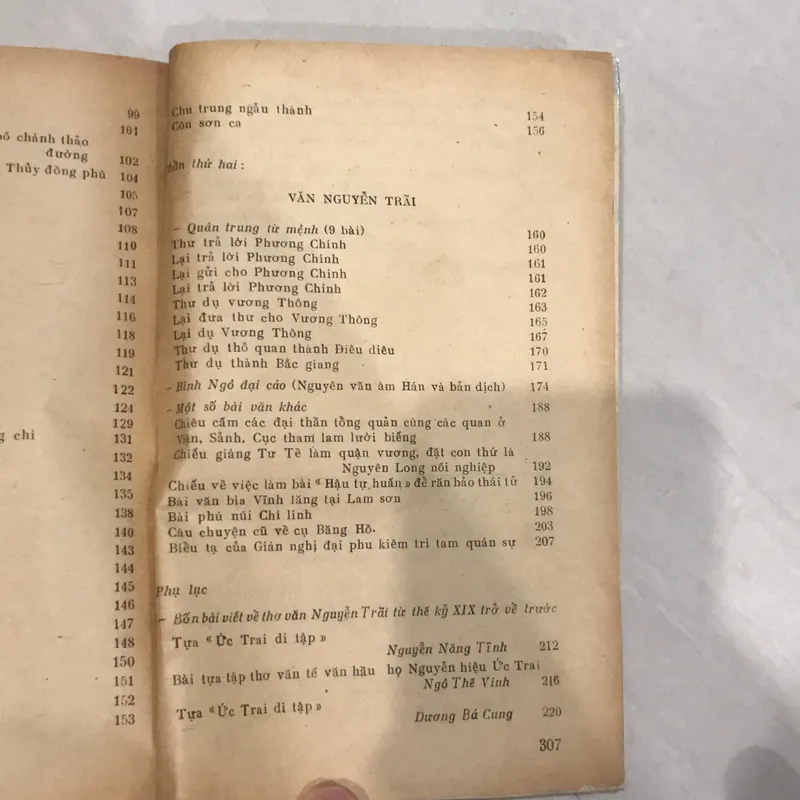 99
101
bổ chánh thảo
đường 102
Thủy đồng phú 104
105
107
108
110
111
113
114
116
118
119
121
122
124
129
g chí 131
132
134
135
138
140
143
144
145
146
147
148
150
151
152
153
Chu trung ngẫu thành 154
Côn sơn ca 156
Phần thứ hai :
VĂN NGUYỄN TRÃI
— Quân trung từ mệnh (9 bài) 160
Thư trả lời Phương Chính 160
Lại trả lời Phương Chính 161
Lại gửi cho Phương Chính 161
Lại trả lời Phương Chính 162
Thư dụ vương Thông 163
Lại đưa thư cho Vương Thông 165
Lại dụ Vương Thông 167
Thư dụ thổ quan thành Điêu diêu 170
Thư dụ thành Bắc giang 171
— Bình Ngô đại cáo (Nguyên văn âm Hán và bản dịch) 174
— Một số bài văn khác 188
Chiếu cấm các đại thần tổng quản cùng các quan ở
Viện, Sảnh, Cục tham lam lười biếng 188
Chiếu giáng Tư Tề làm quận vương, đặt con thứ là
Nguyên Long nối nghiệp 192
Chiếu về việc làm bài « Hậu tự huấn » để răn bảo thái tử 194
Bài văn bia Vĩnh lăng tại Lam sơn 196
Bài phú núi Chí linh 198
Câu chuyện cũ về cụ Băng Hồ. 203
Biểu tạ của Gián nghị đại phu kiêm tri tam quán sự 207
Phụ lục
— Bốn bài viết về thơ văn Nguyễn Trãi từ thế kỷ XIX trở về trước
Tựa « Ức Trai di tập »
Nguyễn Năng Tĩnh 212
Bài tựa tập thơ văn tế văn hầu họ Nguyễn hiệu Ức Trai
Ngô Thế Vinh 216
Tựa « Ức Trai di tập »
Dương Bá Cung 220
307